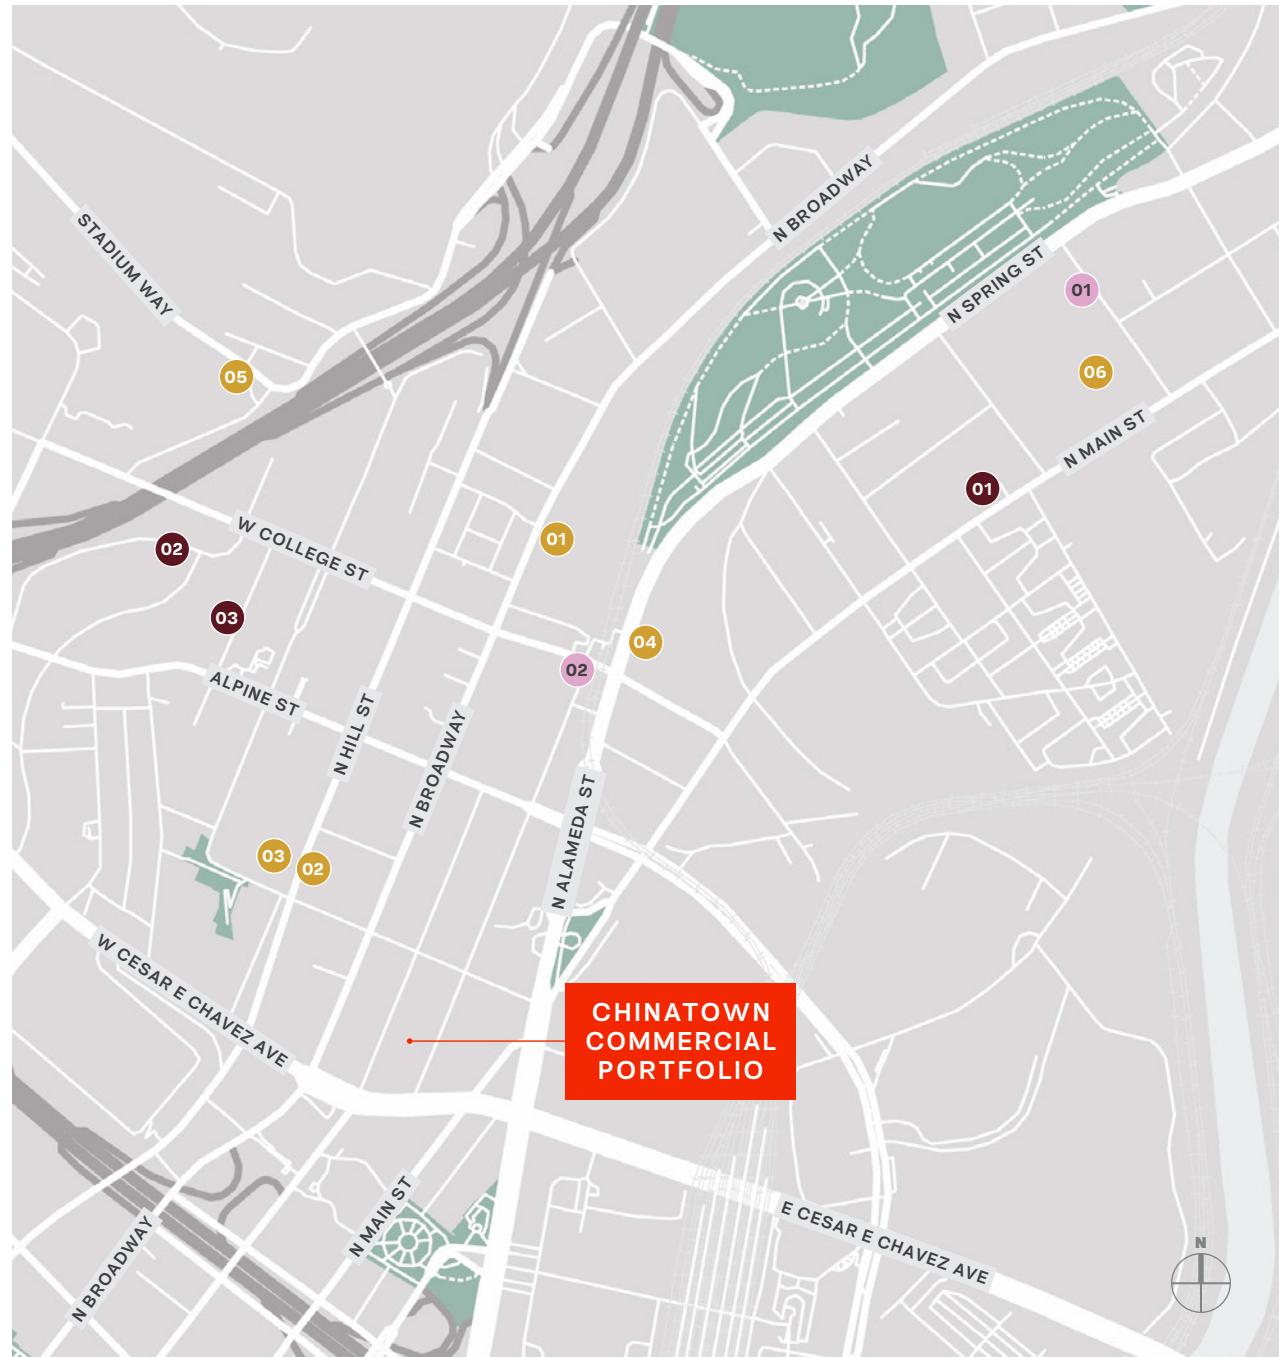 N BROADWAY
STADIUM WAY
N SPRING ST
01
05
06
N MAIN ST
01
W COLLEGE ST
01
02
03
04
02
ALPINE ST
N HILL ST
N BROADWAY
N ALAMEDA ST
03
02
W CESAR E CHAVEZ AVE
CHINATOWN
COMMERCIAL
PORTFOLIO
N MAIN ST
E CESAR E CHAVEZ AVE
N BROADWAY
N